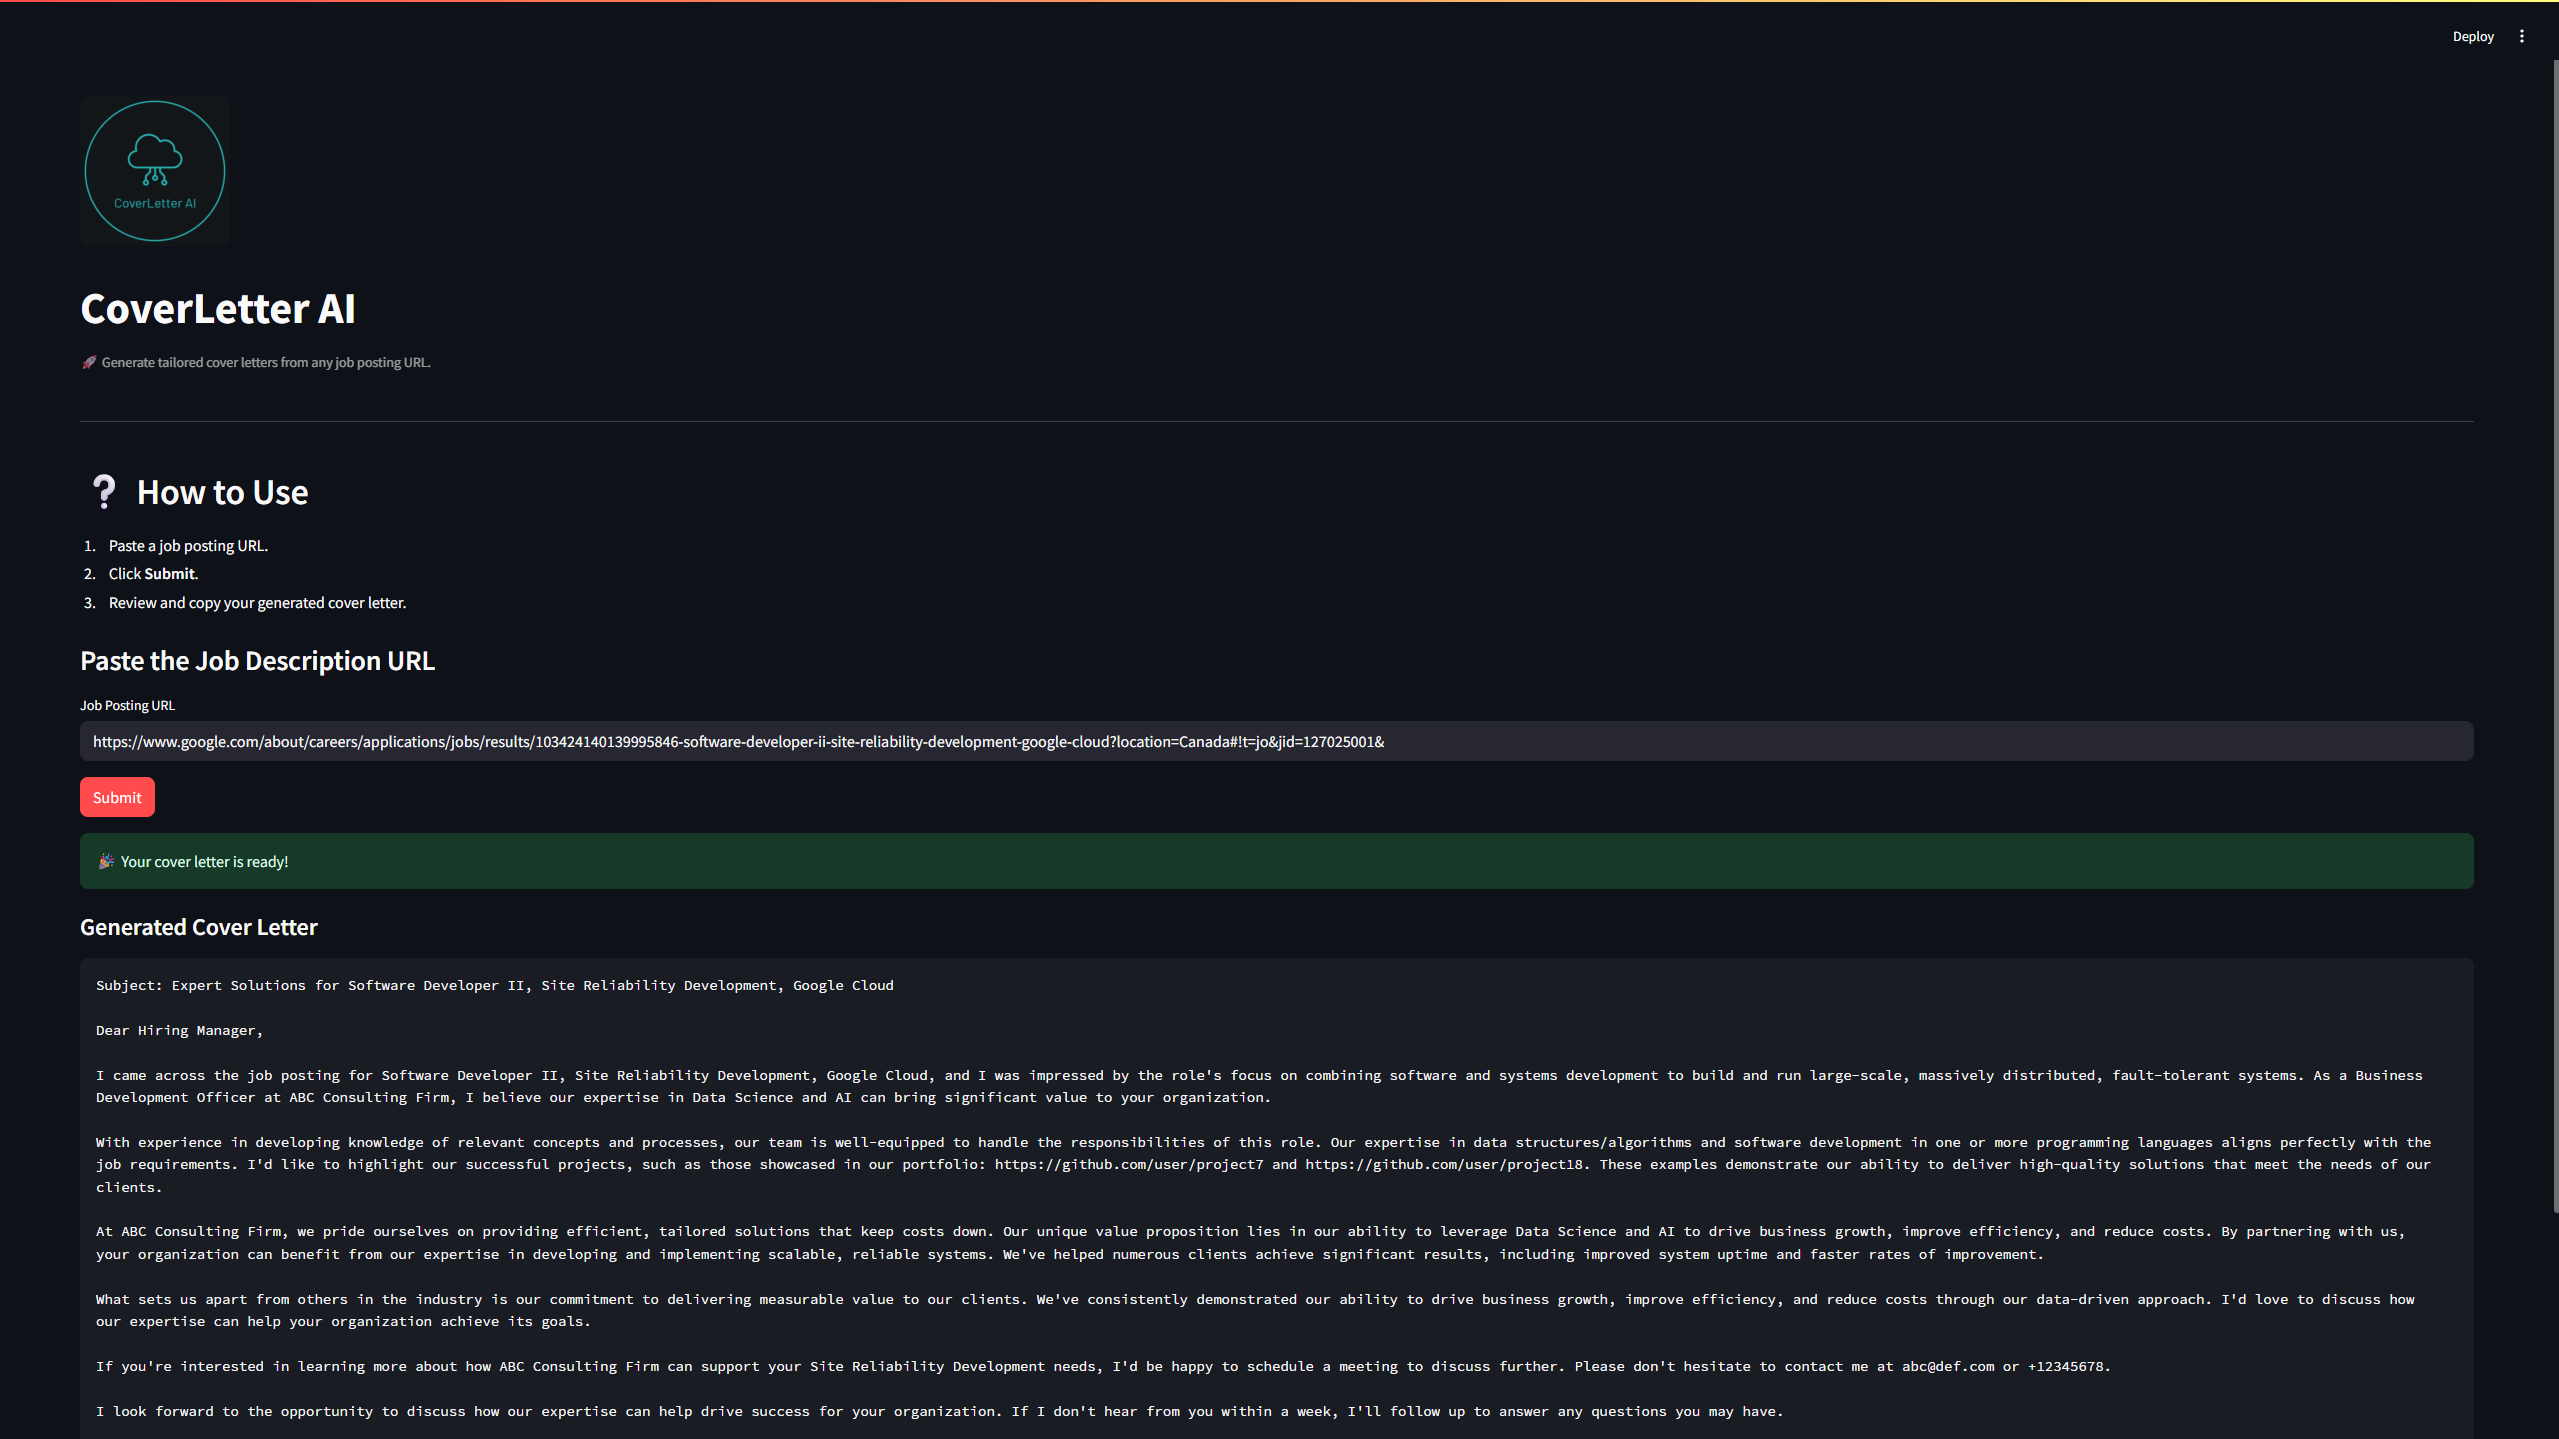 Deploy
CoverLetter AI
CoverLetter AI
🚀 Generate tailored cover letters from any job posting URL.
❔ How to Use
1. Paste a job posting URL.
2. Click Submit.
3. Review and copy your generated cover letter.
Paste the Job Description URL
Job Posting URL
https://www.google.com/about/careers/applications/jobs/results/103424140139995846-software-developer-ii-site-reliability-development-google-cloud?location=Canada#!t=jo&jid=127025001&
Submit
🎉 Your cover letter is ready!
Generated Cover Letter
Subject: Expert Solutions for Software Developer II, Site Reliability Development, Google Cloud
Dear Hiring Manager,
I came across the job posting for Software Developer II, Site Reliability Development, Google Cloud, and I was impressed by the role's focus on combining software and systems development to build and run large-scale, massively distributed, fault-tolerant systems. As a Business
Development Officer at ABC Consulting Firm, I believe our expertise in Data Science and AI can bring significant value to your organization.
With experience in developing knowledge of relevant concepts and processes, our team is well-equipped to handle the responsibilities of this role. Our expertise in data structures/algorithms and software development in one or more programming languages aligns perfectly with the
job requirements. I'd like to highlight our successful projects, such as those showcased in our portfolio: https://github.com/user/project7 and https://github.com/user/project18. These examples demonstrate our ability to deliver high-quality solutions that meet the needs of our
clients.
At ABC Consulting Firm, we pride ourselves on providing efficient, tailored solutions that keep costs down. Our unique value proposition lies in our ability to leverage Data Science and AI to drive business growth, improve efficiency, and reduce costs. By partnering with us,
your organization can benefit from our expertise in developing and implementing scalable, reliable systems. We've helped numerous clients achieve significant results, including improved system uptime and faster rates of improvement.
What sets us apart from others in the industry is our commitment to delivering measurable value to our clients. We've consistently demonstrated our ability to drive business growth, improve efficiency, and reduce costs through our data-driven approach. I'd love to discuss how
our expertise can help your organization achieve its goals.
If you're interested in learning more about how ABC Consulting Firm can support your Site Reliability Development needs, I'd be happy to schedule a meeting to discuss further. Please don't hesitate to contact me at abc@def.com or +12345678.
I look forward to the opportunity to discuss how our expertise can help drive success for your organization. If I don't hear from you within a week, I'll follow up to answer any questions you may have.